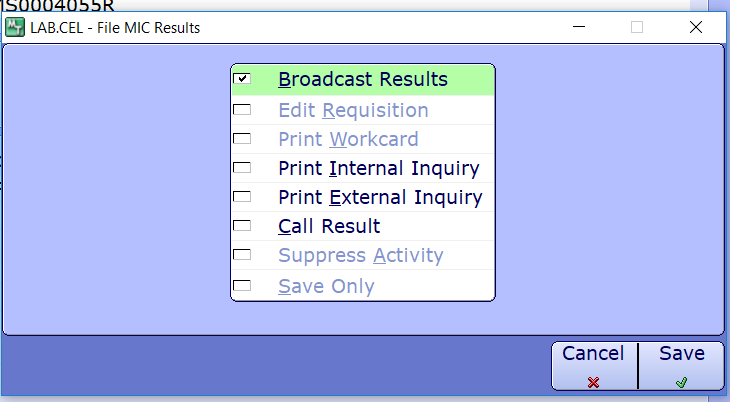 MS0004055R
LAB.CEL - File MIC Results
Broadcast Results
Edit Requisition
Print Workcard
Print Internal Inquiry
Print External Inquiry
Call Result
Suppress Activity
Save Only
Cancel Save